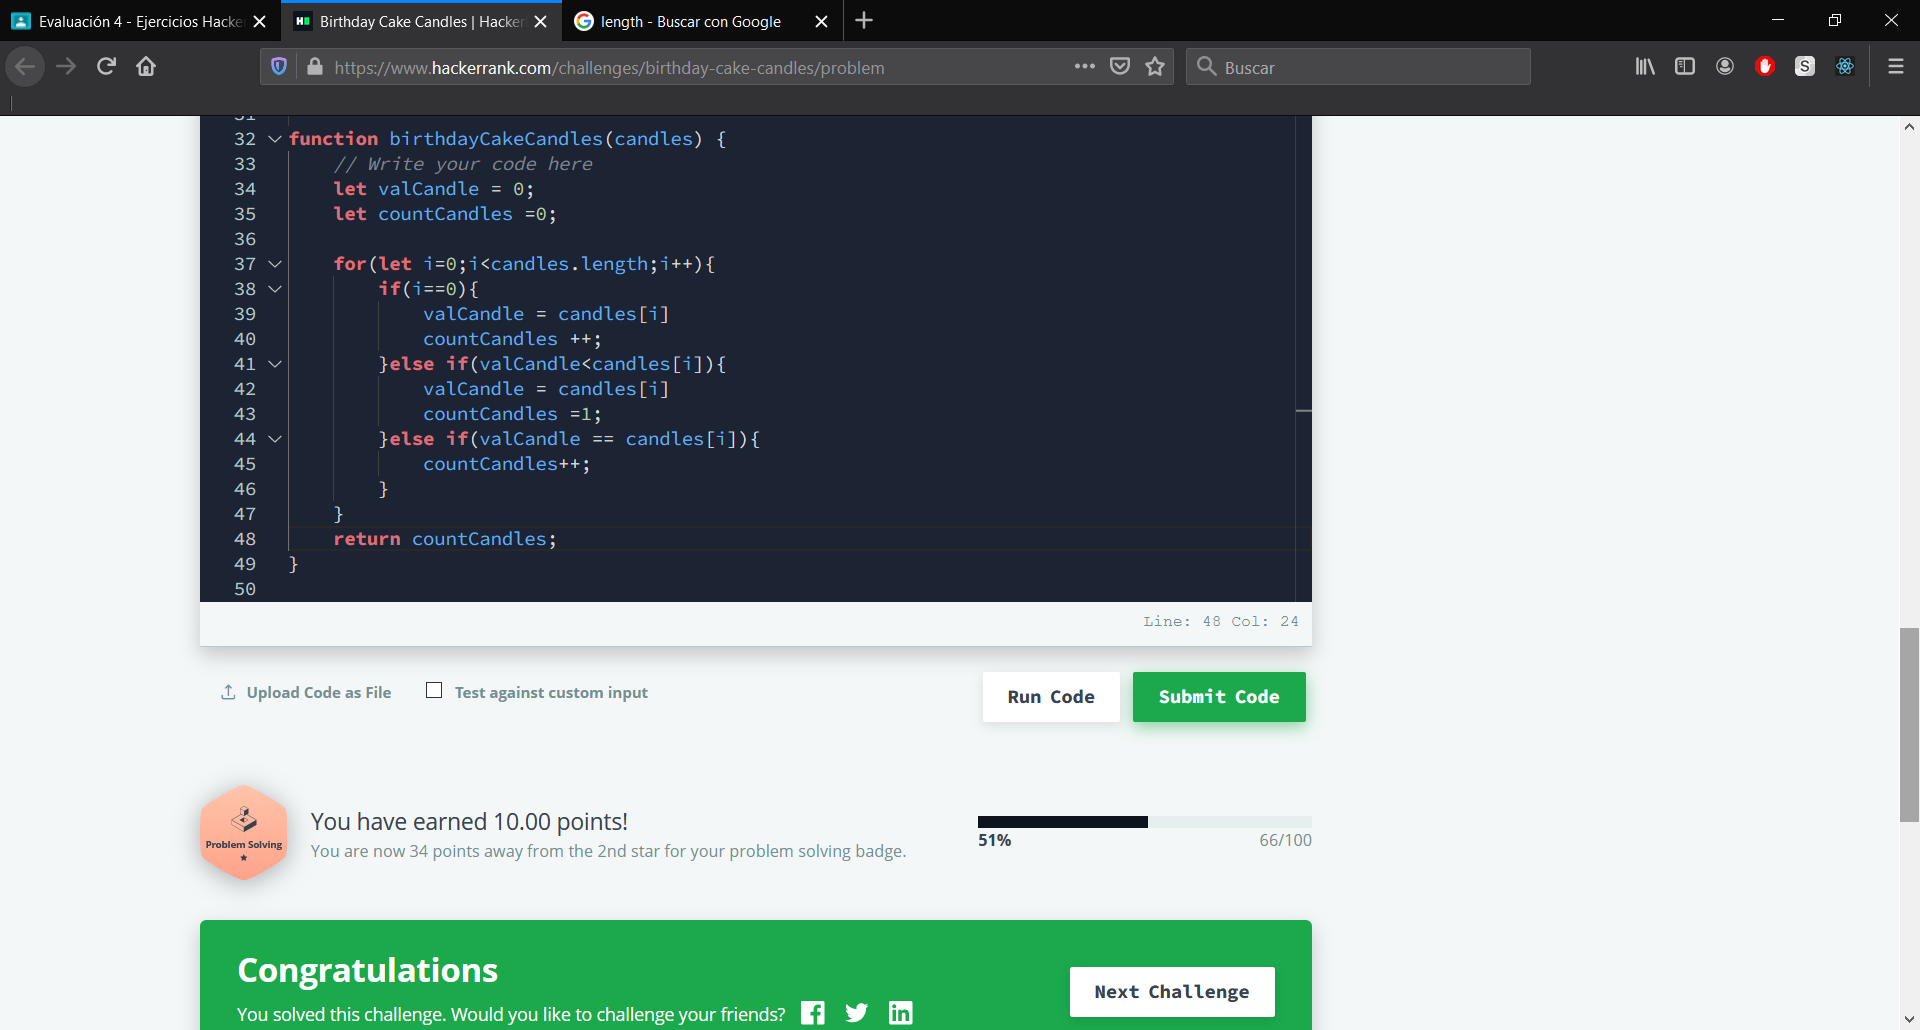 Evaluación 4 - Ejercicios Hacke
Birthday Cake Candles | Hacker
length - Buscar con Google
https://www.hackerrank.com/challenges/birthday-cake-candles/problem
Buscar
31
32 function birthdayCakeCandles(candles) {
33 // Write your code here
34 let valCandle = 0;
35 let countCandles =0;
36
37 for(let i=0;i<candles.length;i++){
38 if(i==0){
39 valCandle = candles[i]
40 countCandles ++;
41 }else if(valCandle<candles[i]){
42 valCandle = candles[i]
43 countCandles =1;
44 }else if(valCandle == candles[i]){
45 countCandles++;
46 }
47 }
48 return countCandles;
49 }
50
Line: 48 Col: 24
Upload Code as File
Test against custom input
Run Code
Submit Code
Problem Solving
You have earned 10.00 points!
You are now 34 points away from the 2nd star for your problem solving badge.
51%
66/100
Congratulations
You solved this challenge. Would you like to challenge your friends?
Next Challenge